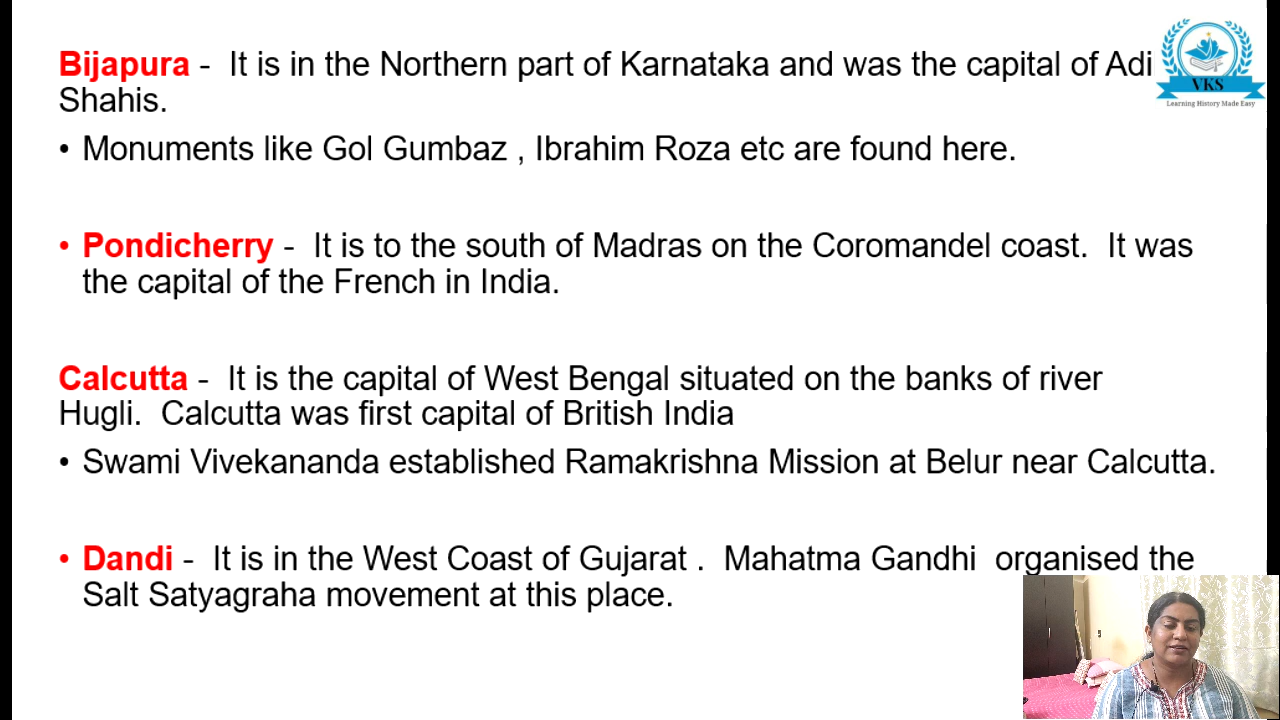 Bijapura - It is in the Northern part of Karnataka and was the capital of Adi
Shahis.
• Monuments like Gol Gumbaz , Ibrahim Roza etc are found here.
• Pondicherry - It is to the south of Madras on the Coromandel coast. It was
the capital of the French in India.
Calcutta - It is the capital of West Bengal situated on the banks of river
Hugli. Calcutta was first capital of British India
• Swami Vivekananda established Ramakrishna Mission at Belur near Calcutta.
• Dandi - It is in the West Coast of Gujarat . Mahatma Gandhi organised the
Salt Satyagraha movement at this place.
VKS
Learning History Made Easy